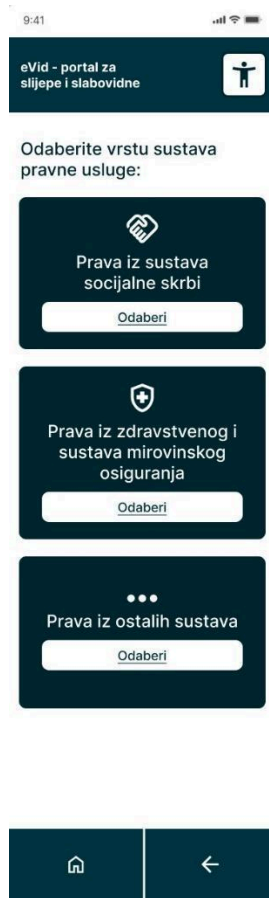 9:41
eVid - portal za
slijepe i slabovidne
Odaberite vrstu sustava
pravne usluge:
Prava iz sustava
socijalne skrbi
Odaberi
Prava iz zdravstvenog i
sustava mirovinskog
osiguranja
Odaberi
Prava iz ostalih sustava
Odaberi